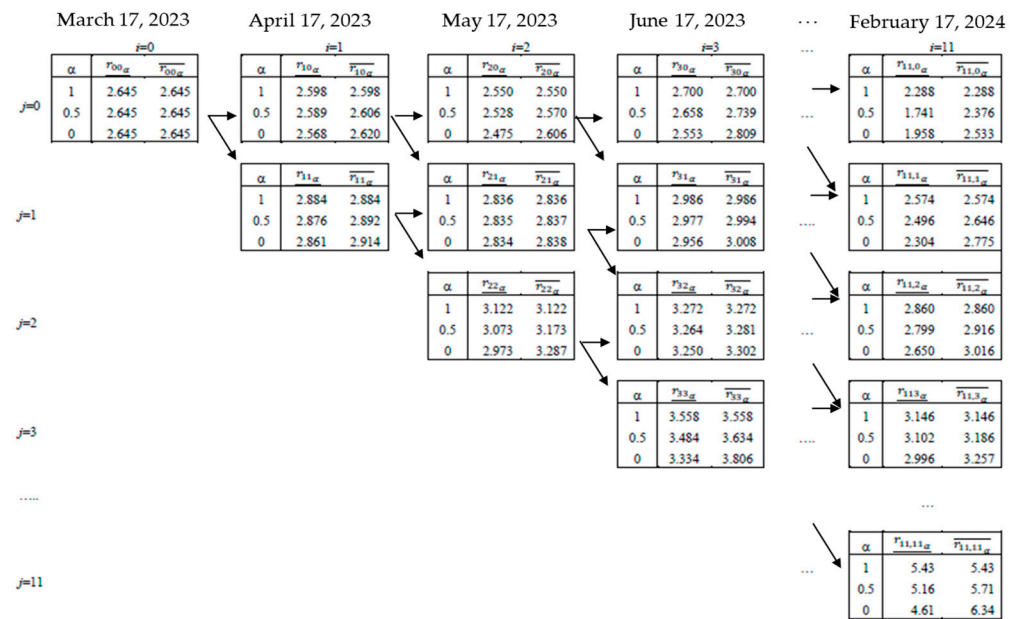 March 17, 2023 April 17, 2023 May 17, 2023 June 17, 2023 ... February 17, 2024
i=0 i=1 i=2 i=3 ... i=11
α r00α r00α α r10α r10α α r20α r20α α r30α r30α α r11,0α r11,0α
1 2.645 2.645 1 2.598 2.598 1 2.550 2.550 1 2.700 2.700 1 2.288 2.288
j=0 0.5 2.645 2.645 0.5 2.589 2.606 0.5 2.528 2.570 0.5 2.658 2.739 ... 0.5 1.741 2.376
0 2.645 2.645 0 2.568 2.620 0 2.475 2.606 0 2.553 2.809 0 1.958 2.533
α r11α r11α α r21α r21α α r31α r31α α r11,1α r11,1α
1 2.884 2.884 1 2.836 2.836 1 2.986 2.986 1 2.574 2.574
j=1 0.5 2.876 2.892 0.5 2.835 2.837 0.5 2.977 2.994 .... 0.5 2.496 2.646
0 2.861 2.914 0 2.834 2.838 0 2.956 3.008 0 2.304 2.775
α r22α r22α α r32α r32α α r11,2α r11,2α
1 3.122 3.122 1 3.272 3.272 1 2.860 2.860
j=2 0.5 3.073 3.173 0.5 3.264 3.281 ... 0.5 2.799 2.916
0 2.973 3.287 0 3.250 3.302 0 2.650 3.016
α r33α r33α α r113α r11,3α
1 3.558 3.558 1 3.146 3.146
j=3 0.5 3.484 3.634 .... 0.5 3.102 3.186
0 3.334 3.806 0 2.996 3.257
..... ...
α r11,11α r11,11α
1 5.43 5.43
j=11 ... 0.5 5.16 5.71
0 4.61 6.34